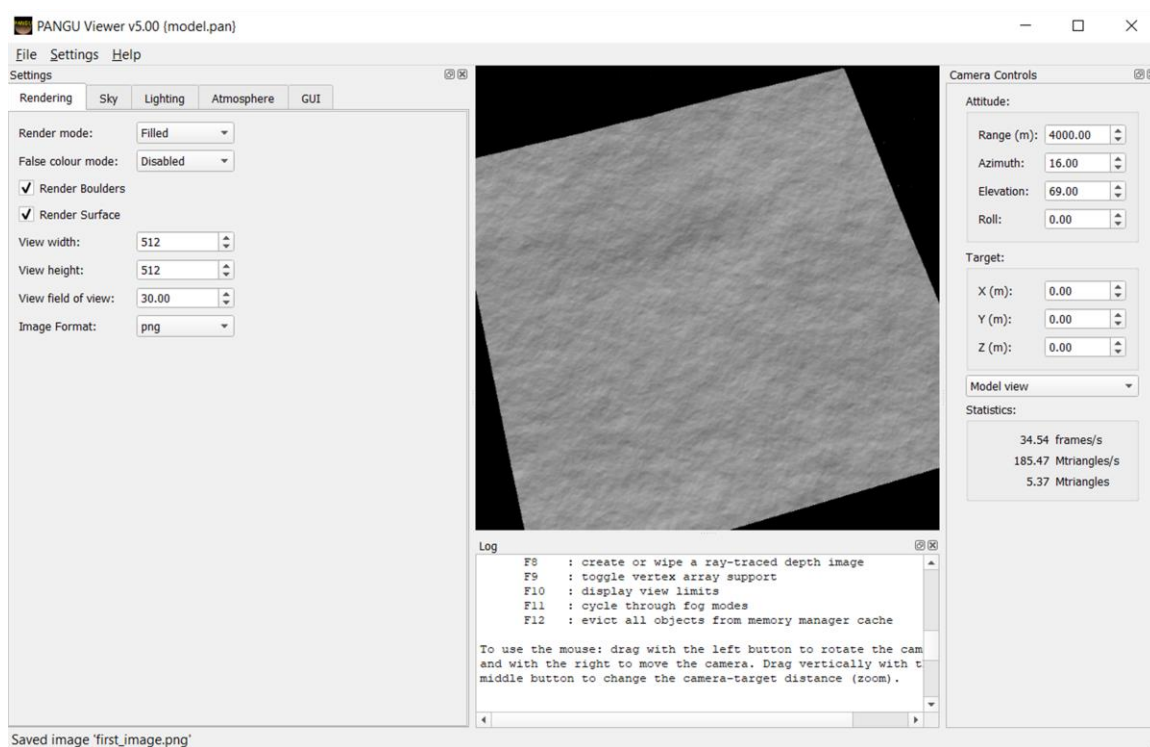 PANGU Viewer v5.00 (model.pan)
File Settings Help
Settings
Rendering Sky Lighting Atmosphere GUI
Render mode: Filled
False colour mode: Disabled
Render Boulders
Render Surface
View width: 512
View height: 512
View field of view: 30.00
Image Format: png
Log
F8 : create or wipe a ray-traced depth image
F9 : toggle vertex array support
F10 : display view limits
F11 : cycle through fog modes
F12 : evict all objects from memory manager cache
To use the mouse: drag with the left button to rotate the cam
and with the right to move the camera. Drag vertically with t
middle button to change the camera-target distance (zoom).
Camera Controls
Attitude:
Range (m): 4000.00
Azimuth: 16.00
Elevation: 69.00
Roll: 0.00
Target:
X (m): 0.00
Y (m): 0.00
Z (m): 0.00
Model view
Statistics:
34.54 frames/s
185.47 Mtriangles/s
5.37 Mtriangles
Saved image 'first_image.png'